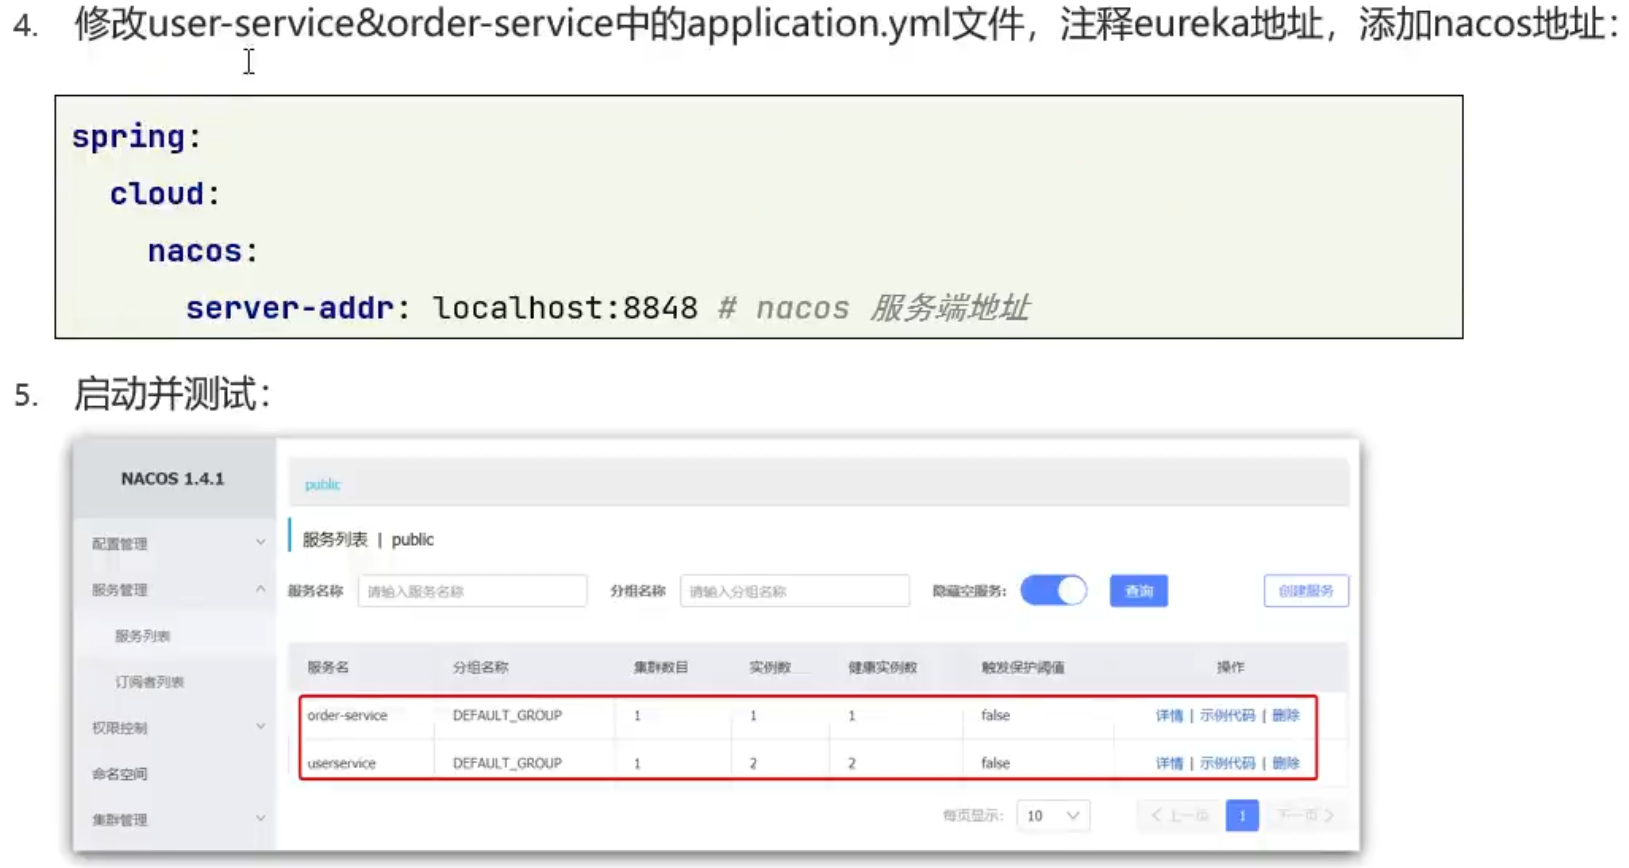 4. 修改user-service&order-service中的application.yml文件，注释eureka地址，添加nacos地址：
spring:
cloud:
nacos:
server-addr: localhost:8848 # nacos 服务端地址
5. 启动并测试：
NACOS 1.4.1
public
配置管理
服务列表 | public
服务管理
服务名称 请输入服务名称 分组名称 请输入分组名称 隐藏空服务: 查询 创建服务
服务列表
服务名 分组名称 集群数目 实例数 健康实例数 触发保护阈值 操作
订阅者列表
order-service DEFAULT_GROUP 1 1 1 false 详情 | 示例代码 | 删除
权限控制
userservice DEFAULT_GROUP 1 2 2 false 详情 | 示例代码 | 删除
命名空间
集群管理
每页显示: 10 上一页 1 下一页